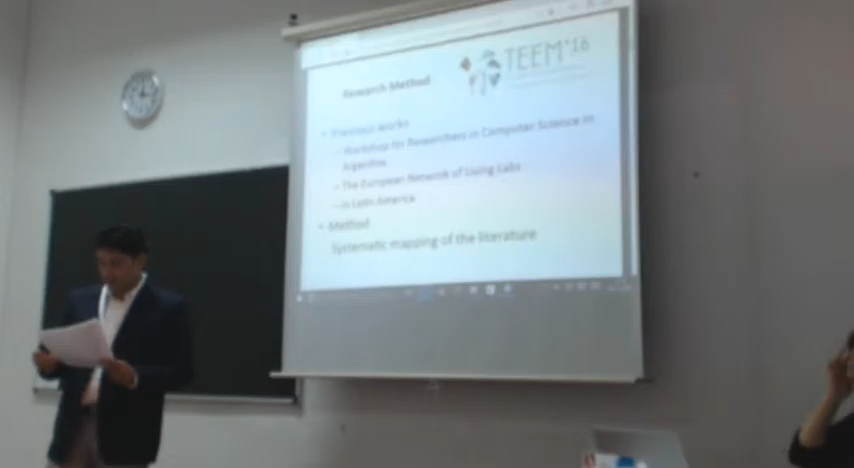 TEEM'16
Research Method
• Previous works
– Workshop for Researchers in Computer Science in
Argentina
– The European Network of Living Labs
– In Latin America
• Method
Systematic mapping of the literature